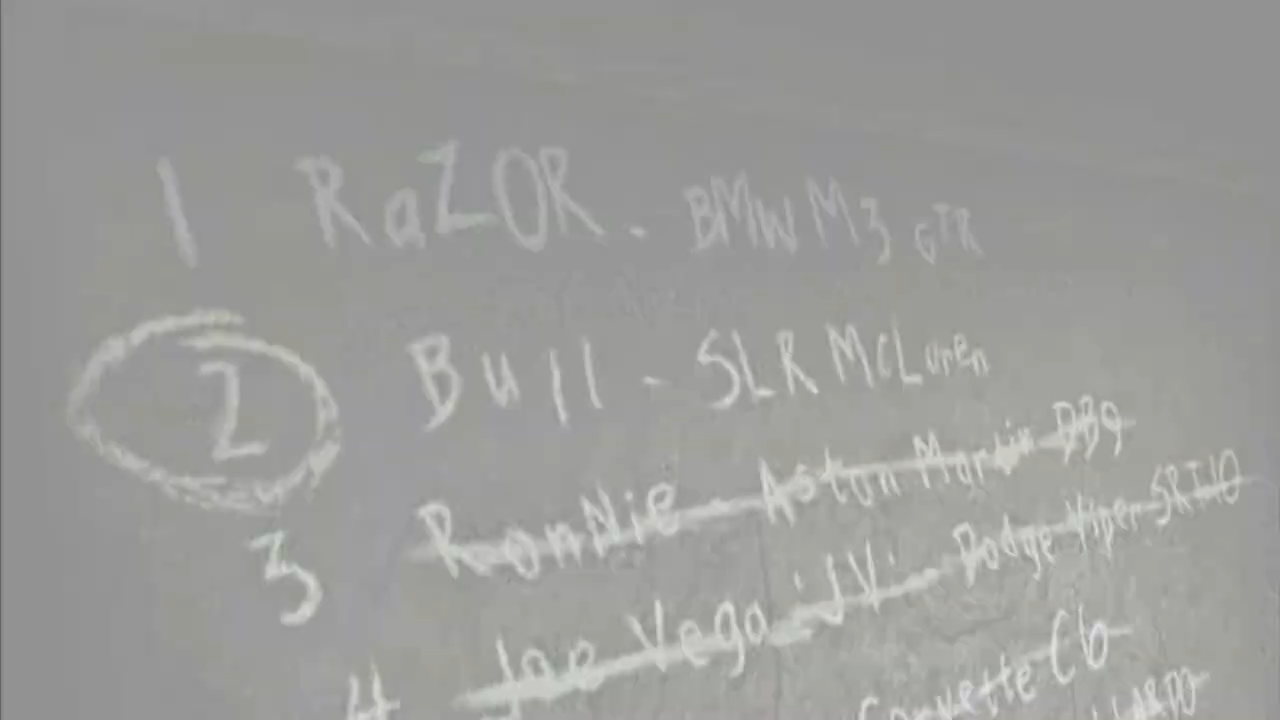 1 RaZOR - BMW M3 GTR
2 Bull - SLR McLaren
3 RonNie - Aston Martin DB9
4 Joe Vega 'JV' - Dodge Viper SRT10
Corvette C6